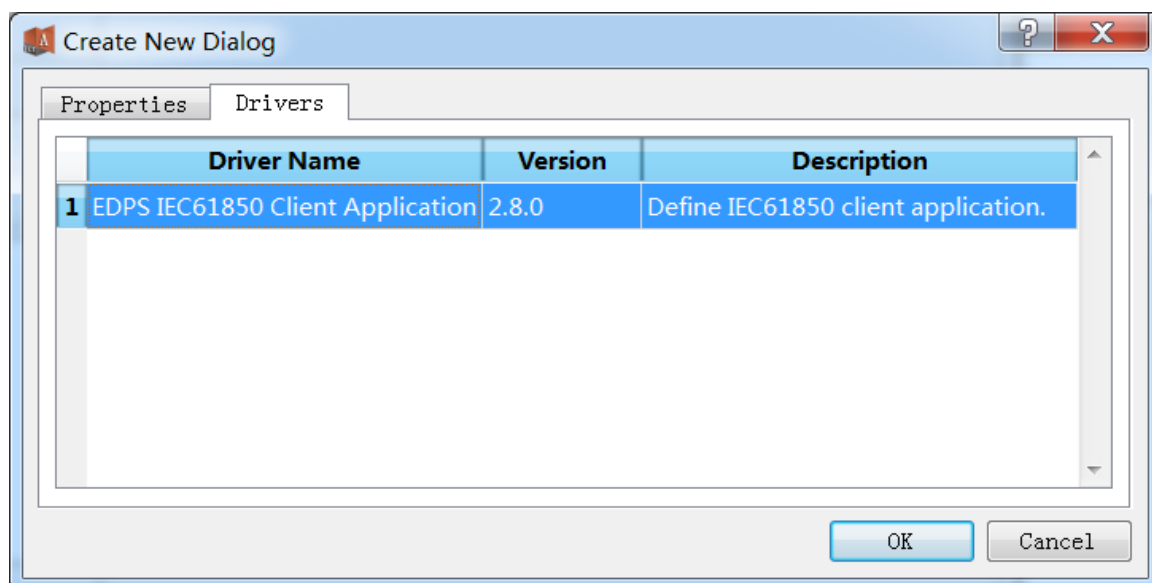 Create New Dialog
Properties Drivers
Driver Name Version Description
1 EDPS IEC61850 Client Application 2.8.0 Define IEC61850 client application.
OK Cancel